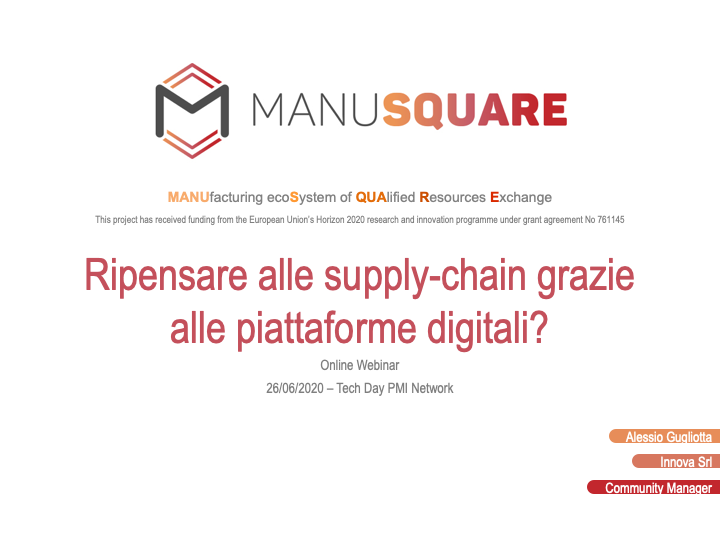 MANUSQUARE
MANUfacturing ecoSystem of QUAlified Resources Exchange
This project has received funding from the European Union's Horizon 2020 research and innovation programme under grant agreement No 761145
Ripensare alle supply-chain grazie
alle piattaforme digitali?
Online Webinar
26/06/2020 – Tech Day PMI Network
Alessio Gugliotta
Innova Srl
Community Manager